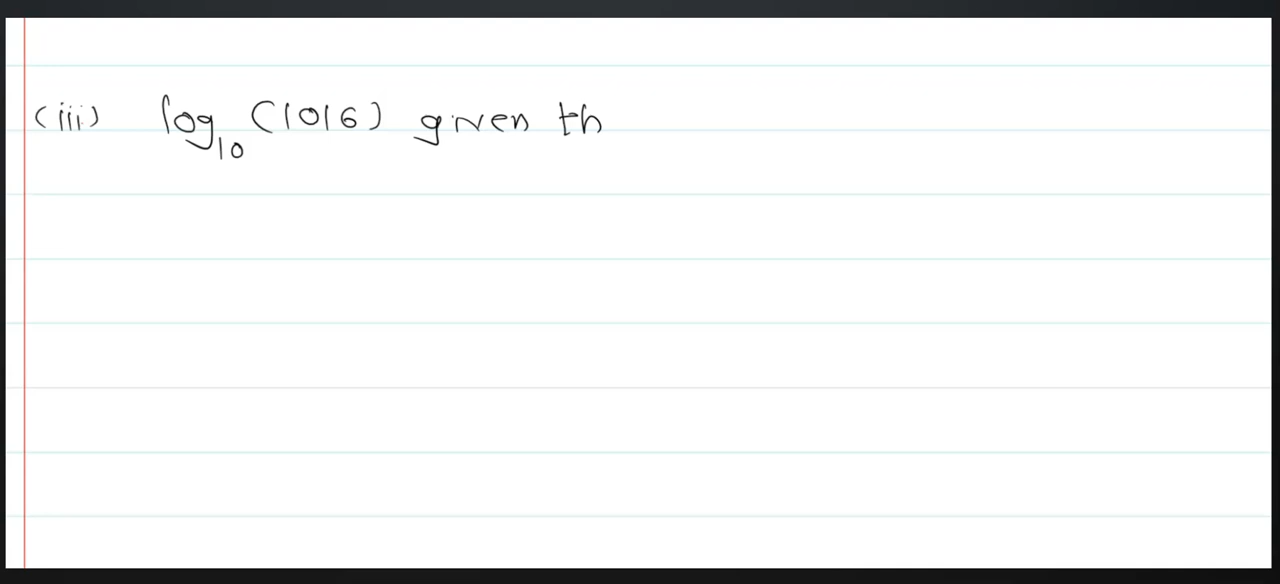 (iii) log₁₀ (1016) given th